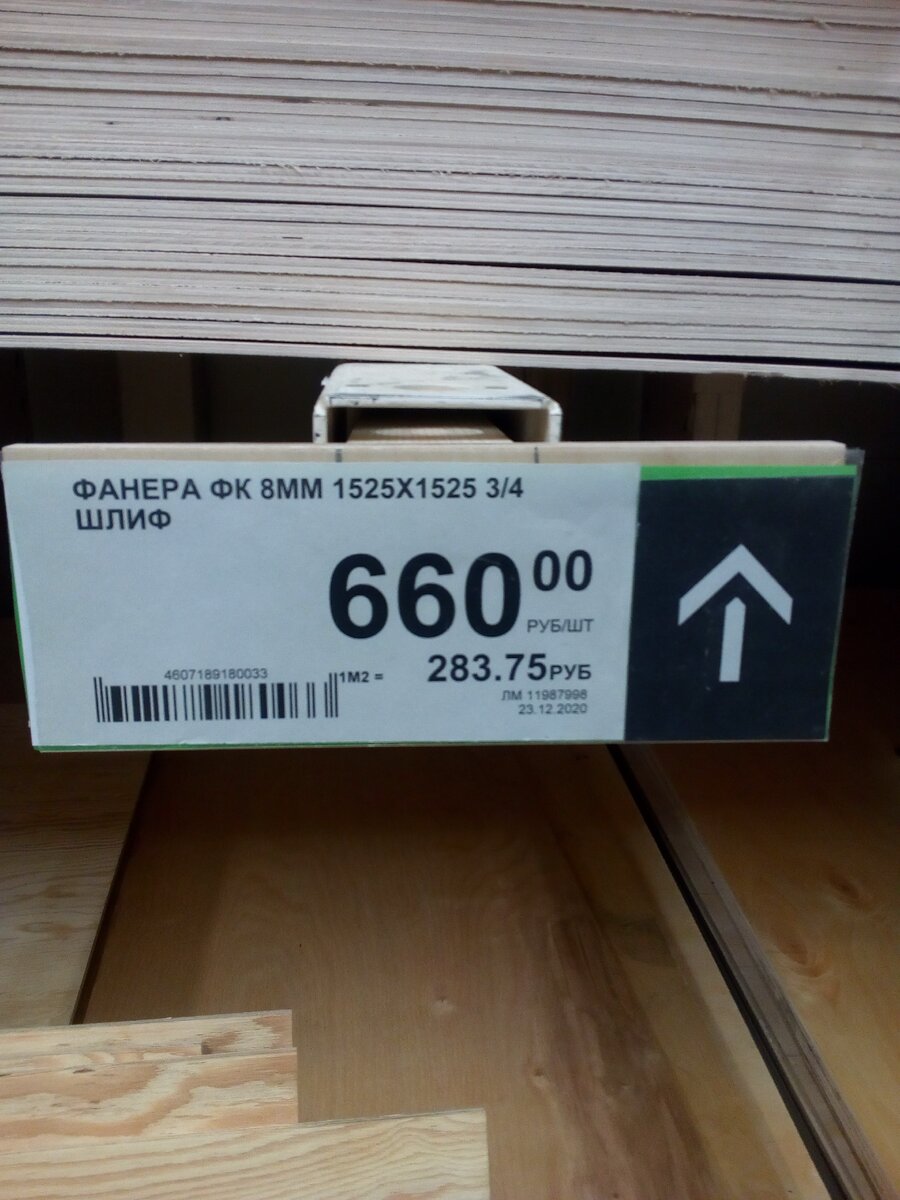 ФАНЕРА ФК 8ММ 1525Х1525 3/4
ШЛИФ
660 00
РУБ/ШТ
4607189180033
1М2 = 283.75РУБ
ЛМ 11987998
23.12.2020